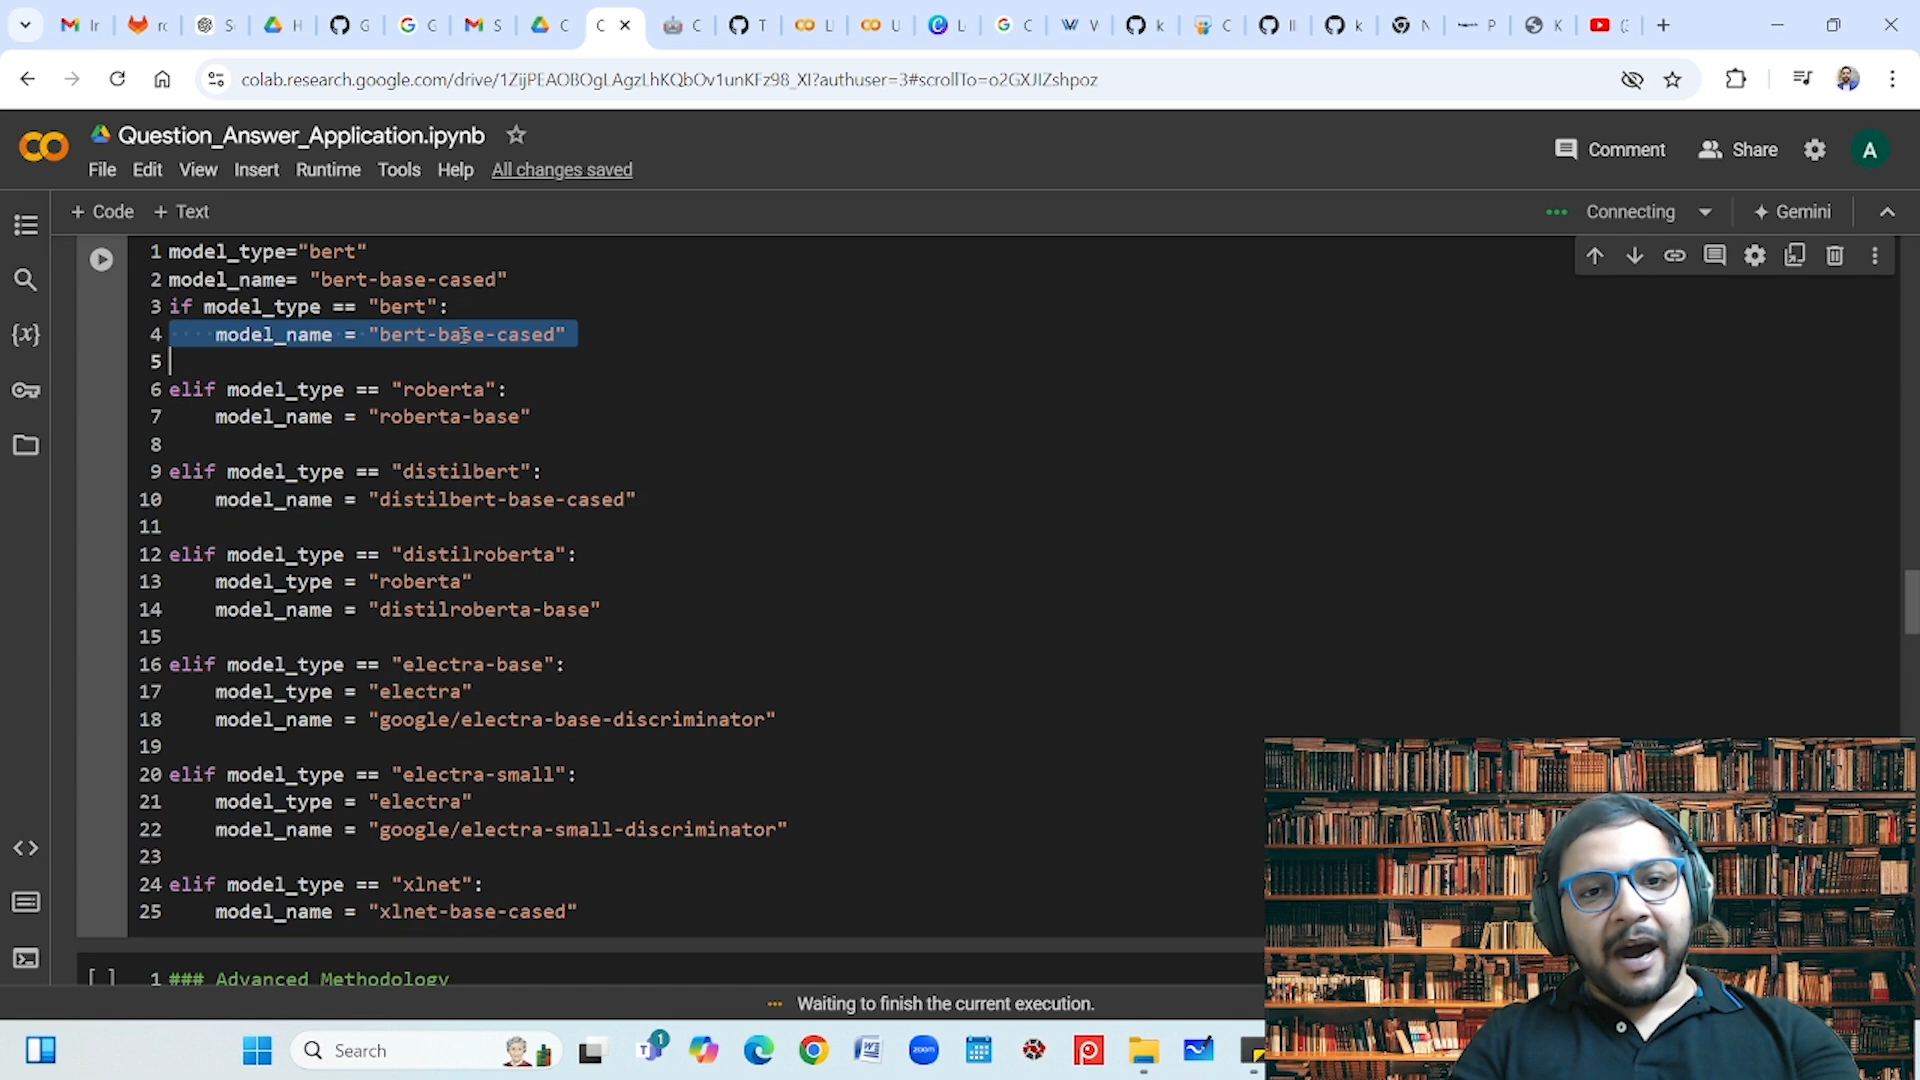 Ir
rc
S
H
G
G
S
C
C
C
T
L
U
L
C
W
k
C
ll
k
N
P
K
(
colab.research.google.com/drive/1ZijPEAOBOgLAgzLhKQbOv1unKFz98_XI?authuser=3#scrollTo=o2GXJIZshpoz
Question_Answer_Application.ipynb
File Edit View Insert Runtime Tools Help All changes saved
Comment Share A
+ Code + Text
Connecting Gemini
1 model_type="bert"
2 model_name= "bert-base-cased"
3 if model_type == "bert":
4 model_name = "bert-base-cased"
5
6 elif model_type == "roberta":
7 model_name = "roberta-base"
8
9 elif model_type == "distilbert":
10 model_name = "distilbert-base-cased"
11
12 elif model_type == "distilroberta":
13 model_type = "roberta"
14 model_name = "distilroberta-base"
15
16 elif model_type == "electra-base":
17 model_type = "electra"
18 model_name = "google/electra-base-discriminator"
19
20 elif model_type == "electra-small":
21 model_type = "electra"
22 model_name = "google/electra-small-discriminator"
23
24 elif model_type == "xlnet":
25 model_name = "xlnet-base-cased"
[ ] 1 ### Advanced Methodology
Waiting to finish the current execution.
Search
1
zoom